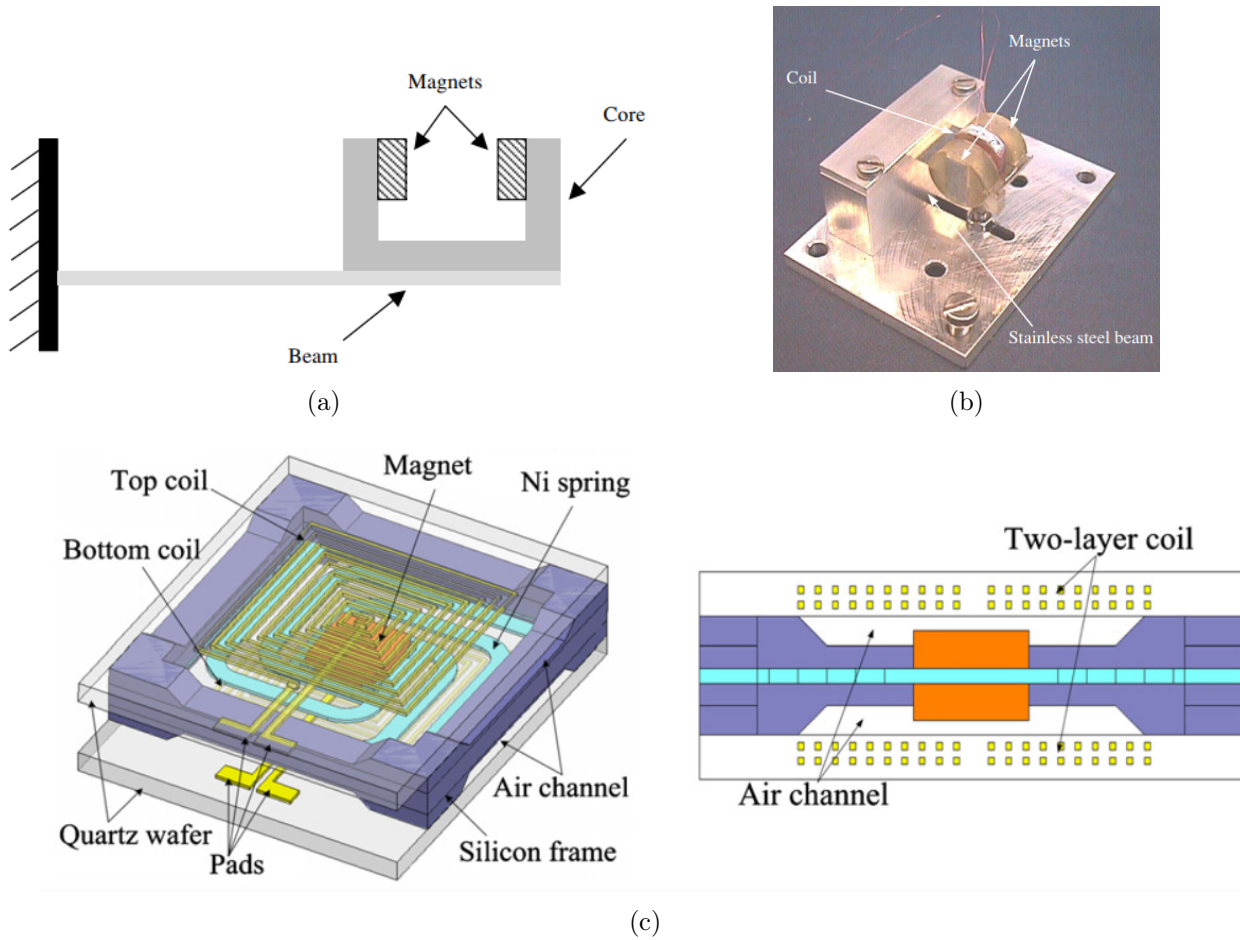 Magnets
Core
Beam
(a)
Magnets
Coil
Stainless steel beam
(b)
Magnet
Top coil
Ni spring
Bottom coil
Air channel
Quartz wafer
Pads
Silicon frame
Two-layer coil
Air channel
(c)